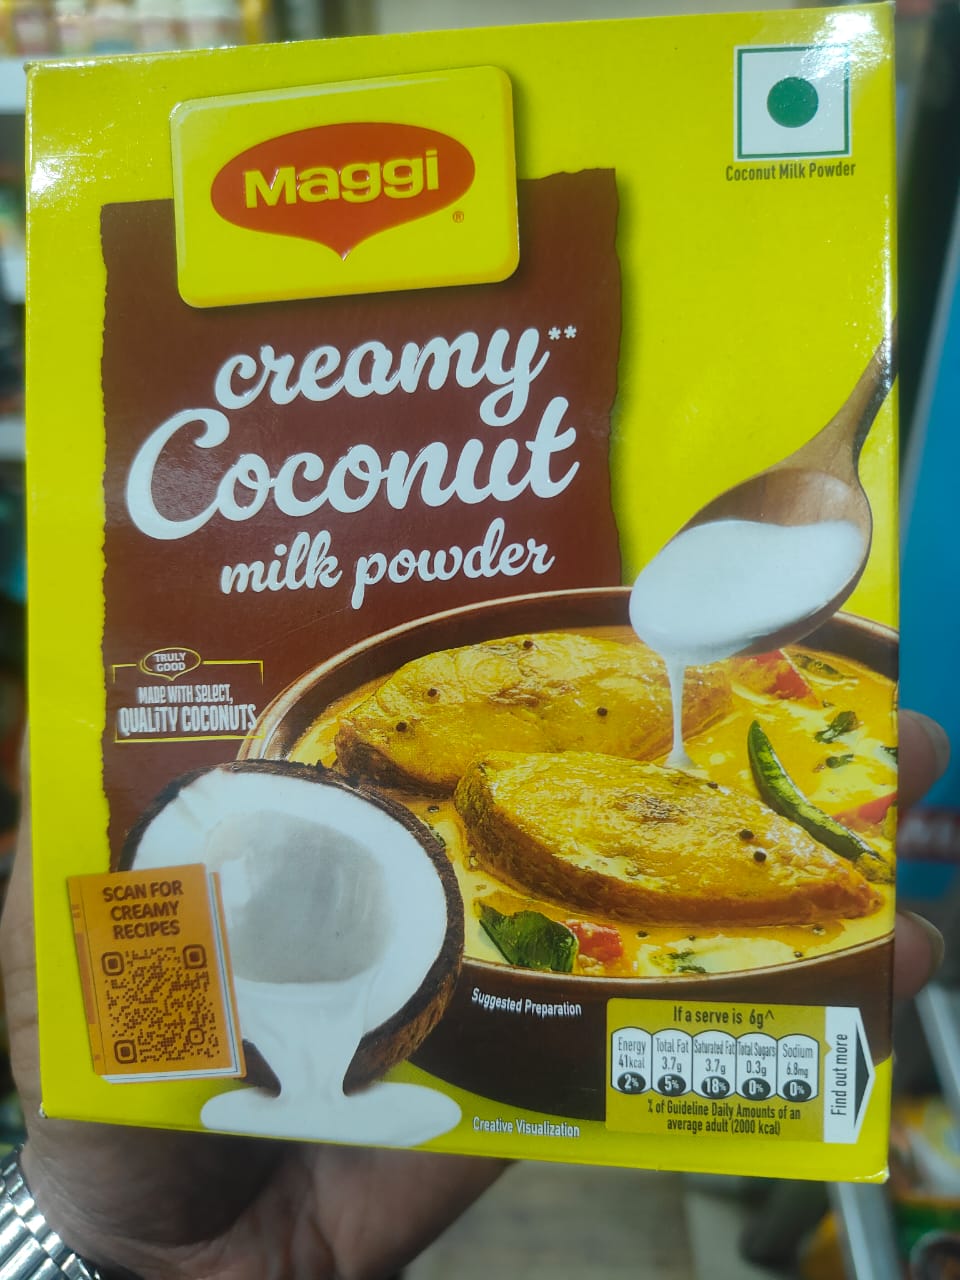 Maggi
®
Coconut Milk Powder
creamy**
Coconut
milk powder
TRULY
GOOD
MADE WITH SELECT,
QUALITY COCONUTS
SCAN FOR
CREAMY
RECIPES
Suggested Preparation
Creative Visualization
If a serve is 6g^
Energy Total Fat Saturated Fat Total Sugars Sodium
41kcal 3.7g 3.7g 0.3g 6.8mg
2% 5% 18% 0% 0%
% of Guideline Daily Amounts of an
average adult (2000 kcal)
Find out more